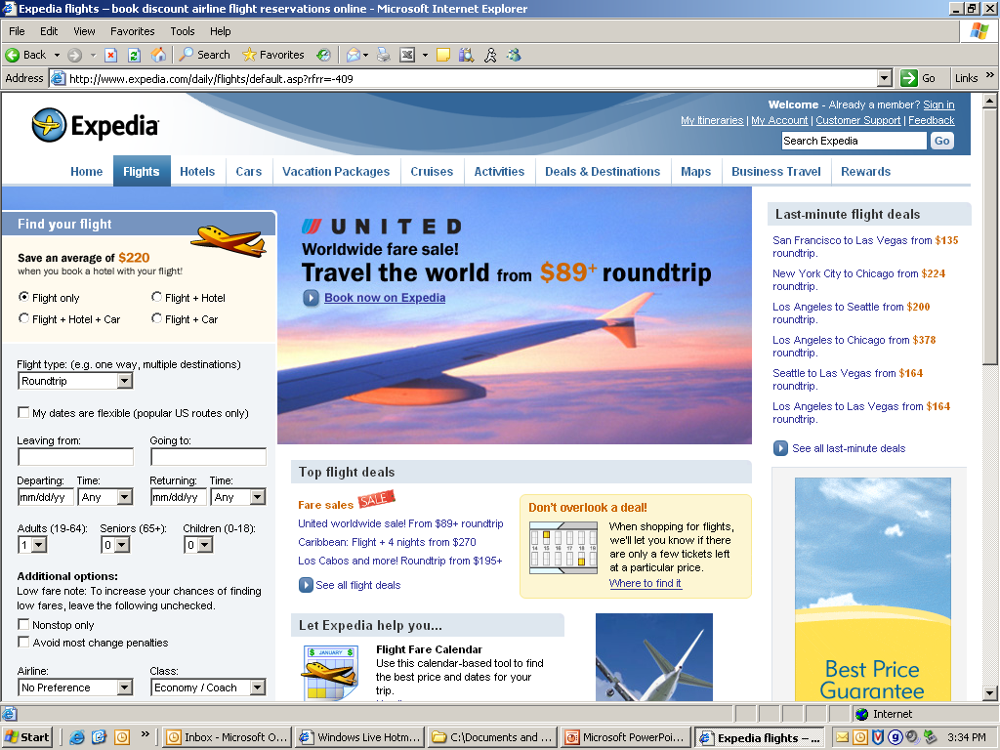 Expedia flights – book discount airline flight reservations online - Microsoft Internet Explorer
File Edit View Favorites Tools Help
Back Search Favorites
Address http://www.expedia.com/daily/flights/default.asp?rfrr=-409 Go Links »
Expedia
Welcome - Already a member? Sign in
My Itineraries | My Account | Customer Support | Feedback
Search Expedia Go
Home Flights Hotels Cars Vacation Packages Cruises Activities Deals & Destinations Maps Business Travel Rewards
Find your flight
Save an average of $220
when you book a hotel with your flight!
Flight only Flight + Hotel
Flight + Hotel + Car Flight + Car
Flight type: (e.g. one way, multiple destinations)
Roundtrip
My dates are flexible (popular US routes only)
Leaving from: Going to:
Departing: Time: Returning: Time:
mm/dd/yy Any mm/dd/yy Any
Adults (19-64): Seniors (65+): Children (0-18):
1 0 0
Additional options:
Low fare note: To increase your chances of finding
low fares, leave the following unchecked.
Nonstop only
Avoid most change penalties
Airline: Class:
No Preference Economy / Coach
UNITED
Worldwide fare sale!
Travel the world from $89+ roundtrip
Book now on Expedia
Top flight deals
Fare sales SALE
United worldwide sale! From $89+ roundtrip
Caribbean: Flight + 4 nights from $270
Los Cabos and more! Roundtrip from $195+
See all flight deals
Don't overlook a deal!
14 15 16 17 18 19
When shopping for flights,
we'll let you know if there
are only a few tickets left
at a particular price.
Where to find it
Let Expedia help you...
$ JANUARY $
Flight Fare Calendar
Use this calendar-based tool to find
the best price and dates for your
trip.
Last-minute flight deals
San Francisco to Las Vegas from $135
roundtrip.
New York City to Chicago from $224
roundtrip.
Los Angeles to Seattle from $200
roundtrip.
Los Angeles to Chicago from $378
roundtrip.
Seattle to Las Vegas from $164
roundtrip.
Los Angeles to Las Vegas from $164
roundtrip.
See all last-minute deals
Best Price
Guarantee
Internet
Start » Inbox - Microsoft O... Windows Live Hotm... C:\Documents and ... Microsoft PowerPoi... Expedia flights – ... 3:34 PM